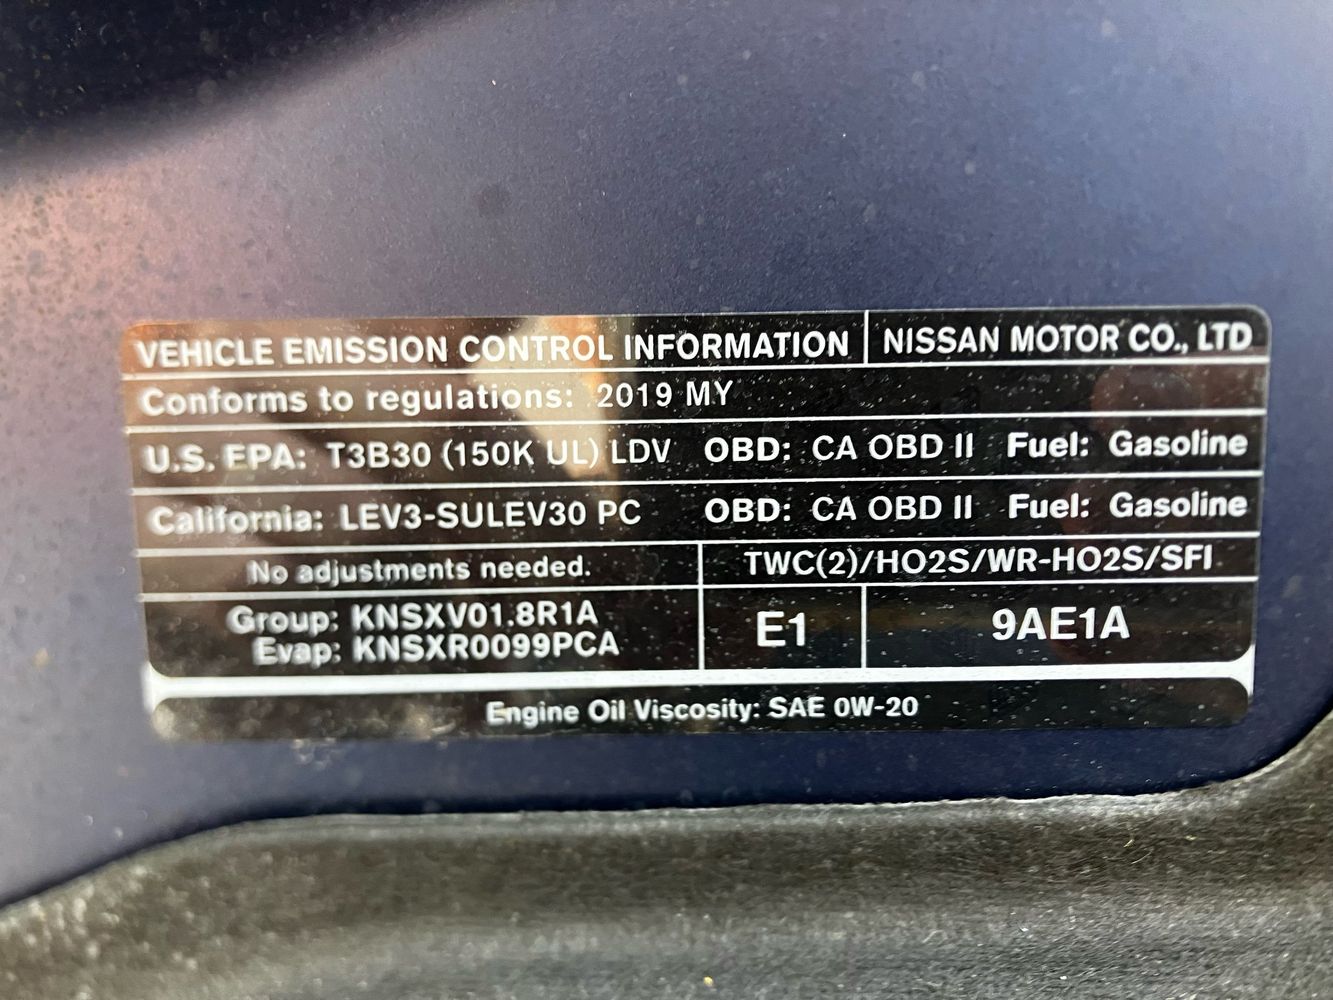 VEHICLE EMISSION CONTROL INFORMATION NISSAN MOTOR CO., LTD
Conforms to regulations: 2019 MY
U.S. EPA: T3B30 (150K UL) LDV OBD: CA OBD II Fuel: Gasoline
California: LEV3-SULEV30 PC OBD: CA OBD II Fuel: Gasoline
No adjustments needed. TWC(2)/HO2S/WR-HO2S/SFI
Group: KNSXV01.8R1A
Evap: KNSXR0099PCA
E1 9AE1A
Engine Oil Viscosity: SAE 0W-20